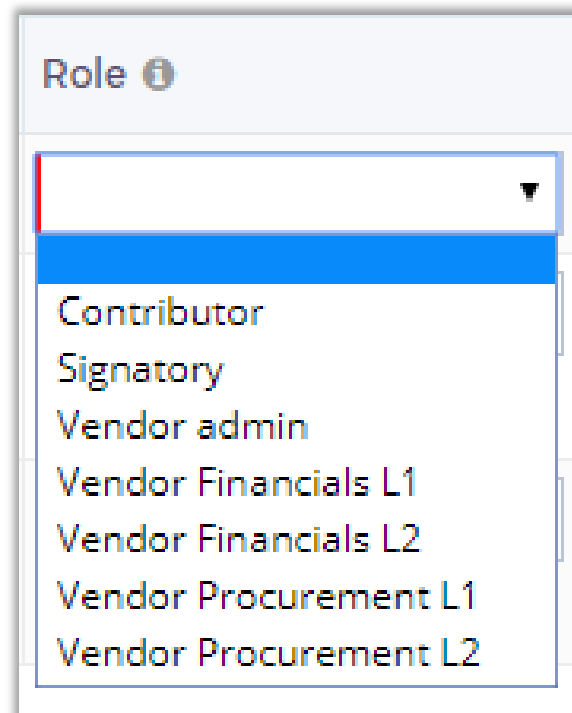 Role
Contributor
Signatory
Vendor admin
Vendor Financials L1
Vendor Financials L2
Vendor Procurement L1
Vendor Procurement L2